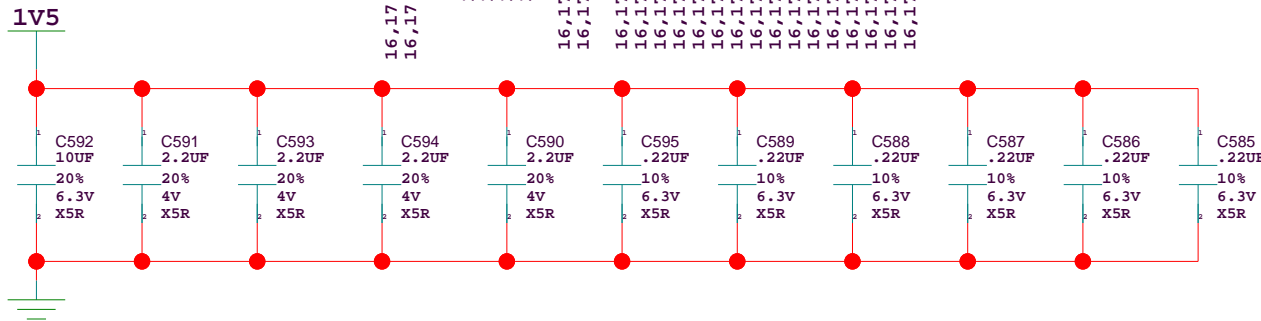 1V5
16,17
16,17
C592
10UF
20%
6.3V
X5R
C591
2.2UF
20%
4V
X5R
C593
2.2UF
20%
4V
X5R
C594
2.2UF
20%
4V
X5R
C590
2.2UF
20%
4V
X5R
C595
.22UF
10%
6.3V
X5R
C589
.22UF
10%
6.3V
X5R
C588
.22UF
10%
6.3V
X5R
C587
.22UF
10%
6.3V
X5R
C586
.22UF
10%
6.3V
X5R
C585
.22UF
10%
6.3V
X5R